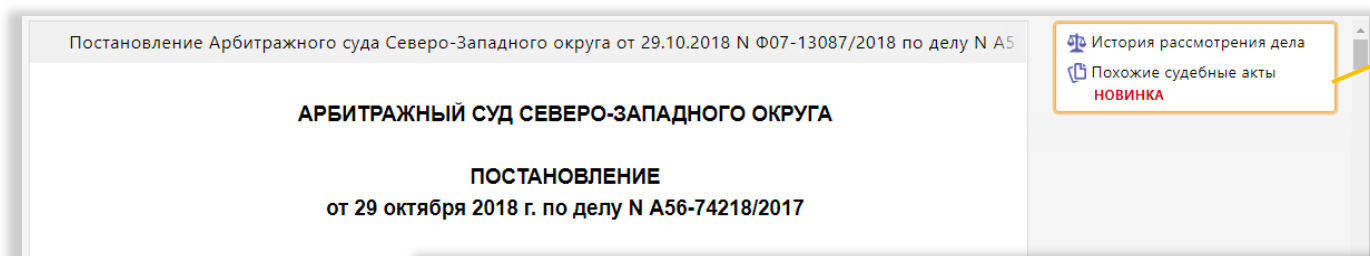 Постановление Арбитражного суда Северо-Западного округа от 29.10.2018 N Ф07-13087/2018 по делу N А5
История рассмотрения дела
Похожие судебные акты
НОВИНКА
АРБИТРАЖНЫЙ СУД СЕВЕРО-ЗАПАДНОГО ОКРУГА
ПОСТАНОВЛЕНИЕ
от 29 октября 2018 г. по делу N А56-74218/2017